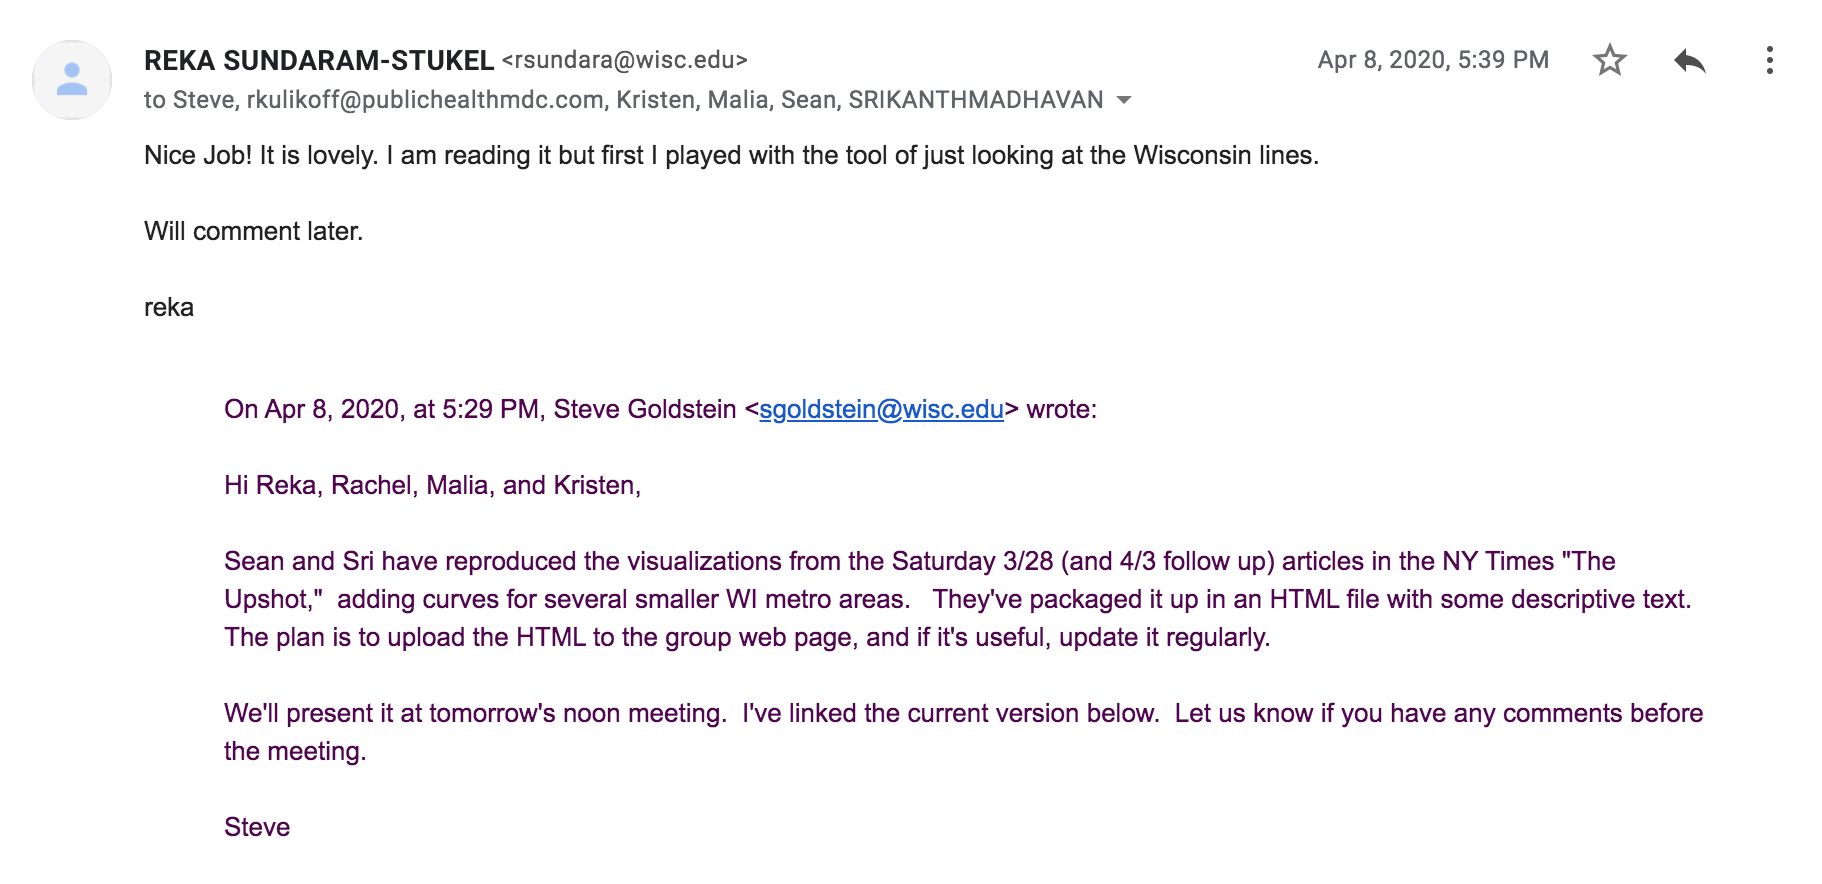 REKA SUNDARAM-STUKEL <rsundara@wisc.edu> Apr 8, 2020, 5:39 PM
to Steve, rkulikoff@publichealthmdc.com, Kristen, Malia, Sean, SRIKANTHMADHAVAN
Nice Job! It is lovely. I am reading it but first I played with the tool of just looking at the Wisconsin lines.
Will comment later.
reka
On Apr 8, 2020, at 5:29 PM, Steve Goldstein <sgoldstein@wisc.edu> wrote:
Hi Reka, Rachel, Malia, and Kristen,
Sean and Sri have reproduced the visualizations from the Saturday 3/28 (and 4/3 follow up) articles in the NY Times "The
Upshot,"  adding curves for several smaller WI metro areas.   They've packaged it up in an HTML file with some descriptive text.
The plan is to upload the HTML to the group web page, and if it's useful, update it regularly.
We'll present it at tomorrow's noon meeting.  I've linked the current version below.  Let us know if you have any comments before
the meeting.
Steve